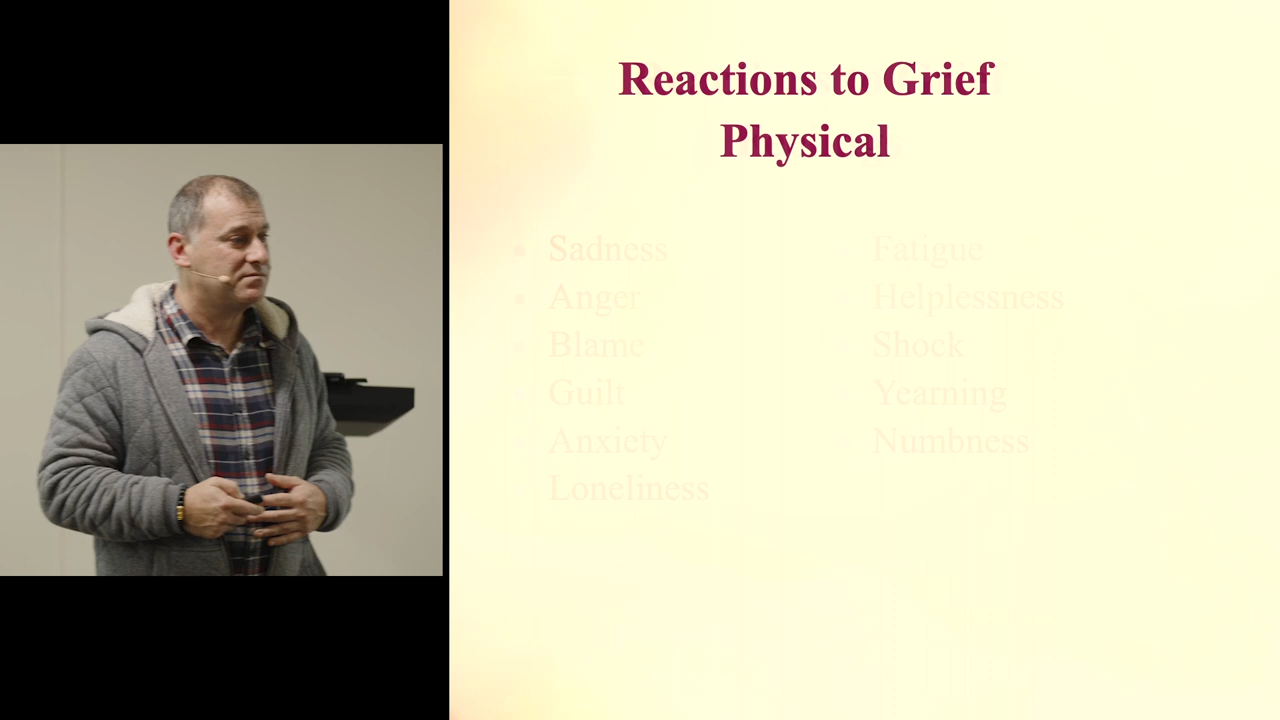 Reactions to Grief
Physical
• Sadness
• Anger
• Blame
• Guilt
• Anxiety
Loneliness
• Fatigue
• Helplessness
• Shock
• Yearning
• Numbness